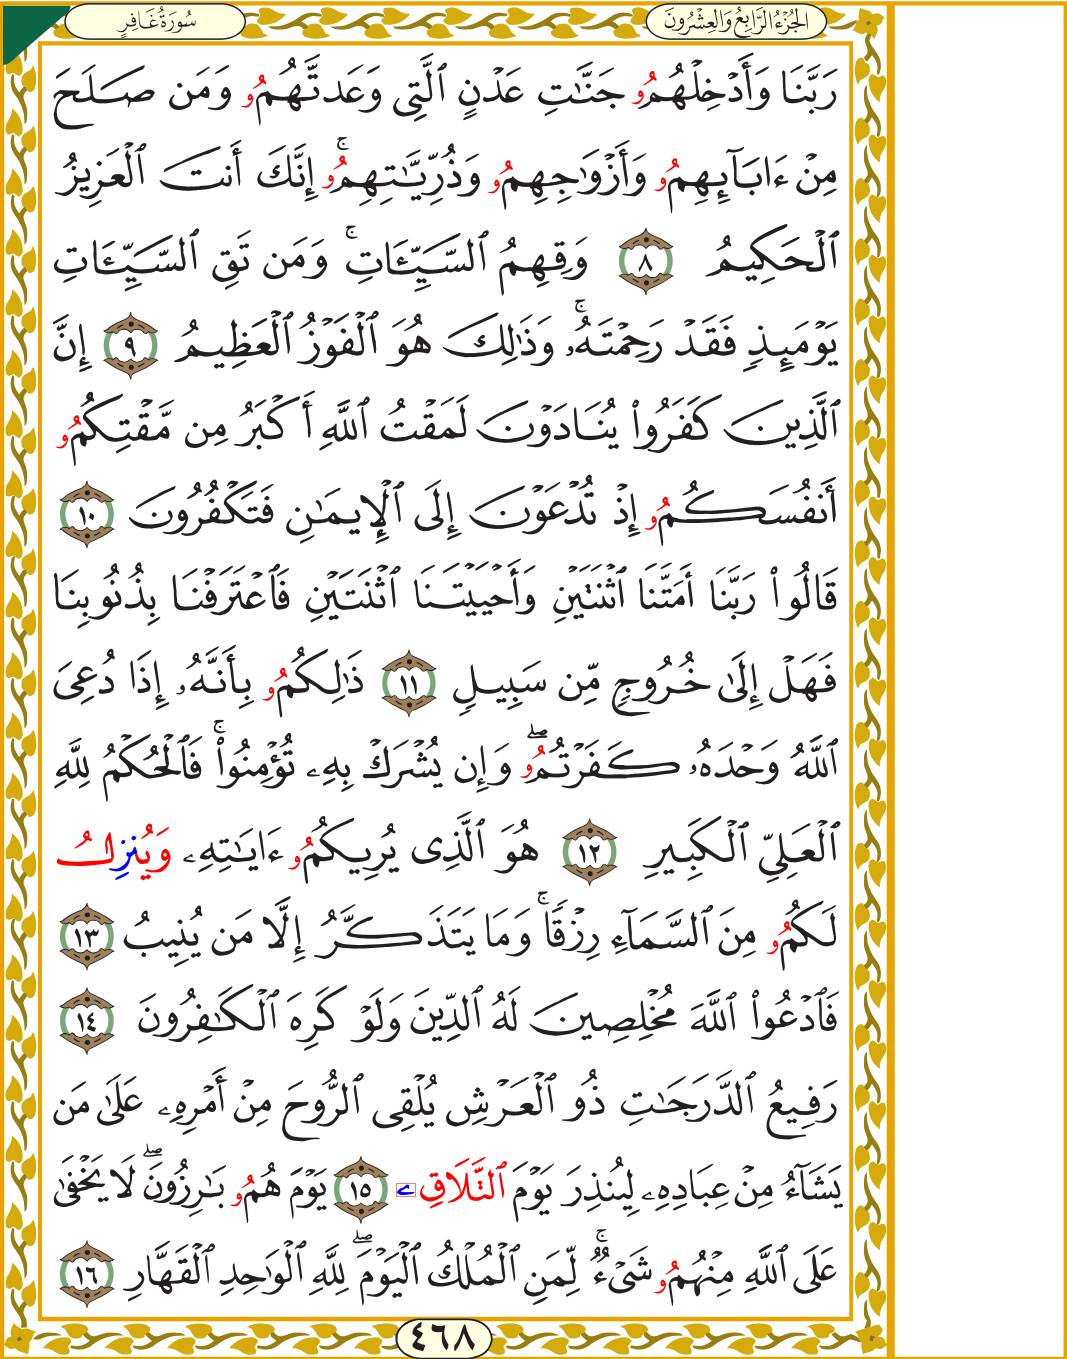 الجُزْءُ الرَّابِعُ وَالعِشْرُونَ
سُورَةُ غَافِرٍ
رَبَّنَا وَأَدْخِلْهُمُۥ جَنَّٰتِ عَدْنٍ ٱلَّتِى وَعَدتَّهُمُۥ وَمَن صَلَحَ
مِنْ ءَابَآئِهِمُۥ وَأَزْوَٰجِهِمُۥ وَذُرِّيَّٰتِهِمُۥٓۚ إِنَّكَ أَنتَ ٱلْعَزِيزُ
ٱلْحَكِيمُ ٨ وَقِهِمُ ٱلسَّيِّـَٔاتِۚ وَمَن تَقِ ٱلسَّيِّـَٔاتِ
يَوْمَئِذٍ فَقَدْ رَحِمْتَهُۥۚ وَذَٰلِكَ هُوَ ٱلْفَوْزُ ٱلْعَظِيمُ ٩ إِنَّ
ٱلَّذِينَ كَفَرُوا۟ يُنَادَوْنَ لَمَقْتُ ٱللَّهِ أَكْبَرُ مِن مَّقْتِكُمُۥ
أَنفُسَكُمُۥ إِذْ تُدْعَوْنَ إِلَى ٱلْإِيمَٰنِ فَتَكْفُرُونَ ١٠
قَالُوا۟ رَبَّنَا أَمَتَّنَا ٱثْنَتَيْنِ وَأَحْيَيْتَنَا ٱثْنَتَيْنِ فَٱعْتَرَفْنَا بِذُنُوبِنَا
فَهَلْ إِلَىٰ خُرُوجٍ مِّن سَبِيلٍ ١١ ذَٰلِكُمُۥ بِأَنَّهُۥ إِذَا دُعِىَ
ٱللَّهُ وَحْدَهُۥ كَفَرْتُمُۥۖ وَإِن يُشْرَكْ بِهِۦ تُؤْمِنُوا۟ۚ فَٱلْحُكْمُ لِلَّهِ
ٱلْعَلِىِّ ٱلْكَبِيرِ ١٢ هُوَ ٱلَّذِى يُرِيكُمُۥ ءَايَٰتِهِۦ وَيُنزِلُ
لَكُمُۥ مِنَ ٱلسَّمَآءِ رِزْقًاۚ وَمَا يَتَذَكَّرُ إِلَّا مَن يُنِيبُ ١٣
فَٱدْعُوا۟ ٱللَّهَ مُخْلِصِينَ لَهُ ٱلدِّينَ وَلَوْ كَرِهَ ٱلْكَٰفِرُونَ ١٤
رَفِيعُ ٱلدَّرَجَٰتِ ذُو ٱلْعَرْشِ يُلْقِى ٱلرُّوحَ مِنْ أَمْرِهِۦ عَلَىٰ مَن
يَشَآءُ مِنْ عِبَادِهِۦ لِيُنذِرَ يَوْمَ ٱلتَّلَاقِۦ ١٥ يَوْمَ هُمُۥ بَٰرِزُونَۖ لَا يَخْفَىٰ
عَلَى ٱللَّهِ مِنْهُمُۥ شَىْءٌۚ لِّمَنِ ٱلْمُلْكُ ٱلْيَوْمَۖ لِلَّهِ ٱلْوَٰحِدِ ٱلْقَهَّارِ ١٦
٤٦٨